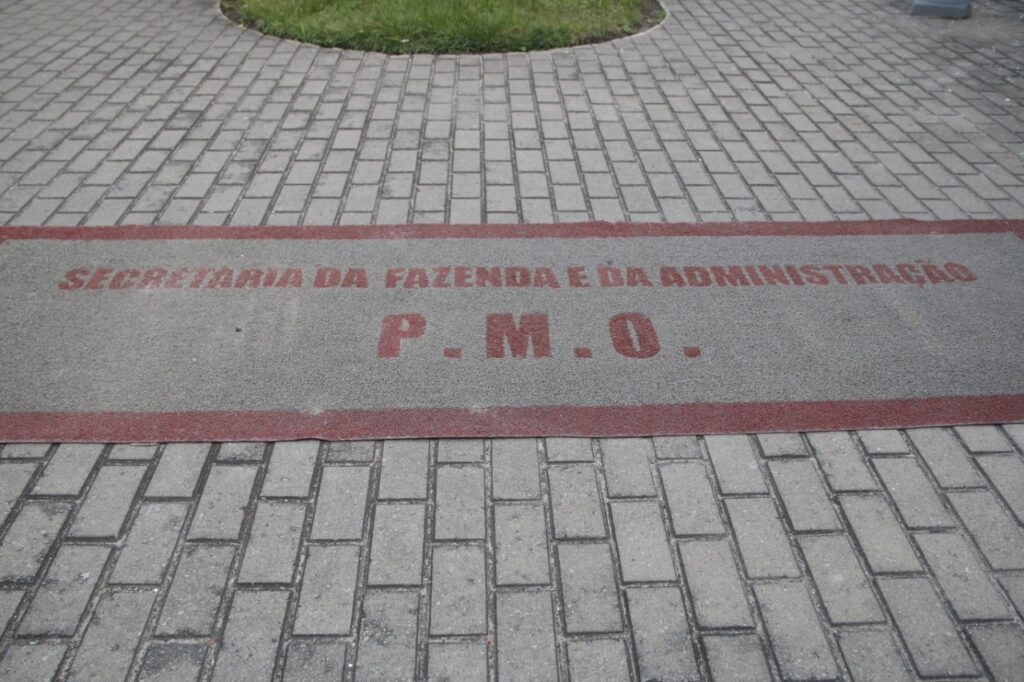 SECRETARIA DA FAZENDA E DA ADMINISTRAÇÃO
P.M.O.